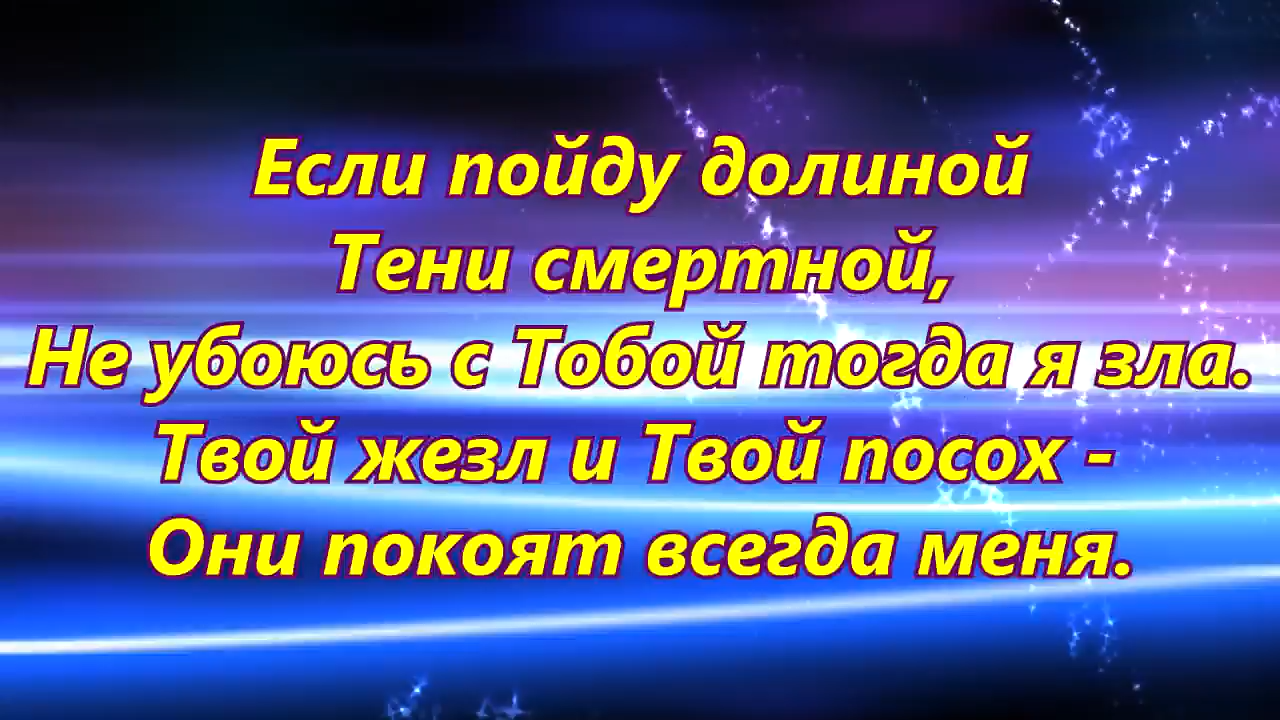 Если пойду долиной
Тени смертной,
Не убоюсь с Тобой тогда я зла.
Твой жезл и Твой посох -
Они покоят всегда меня.